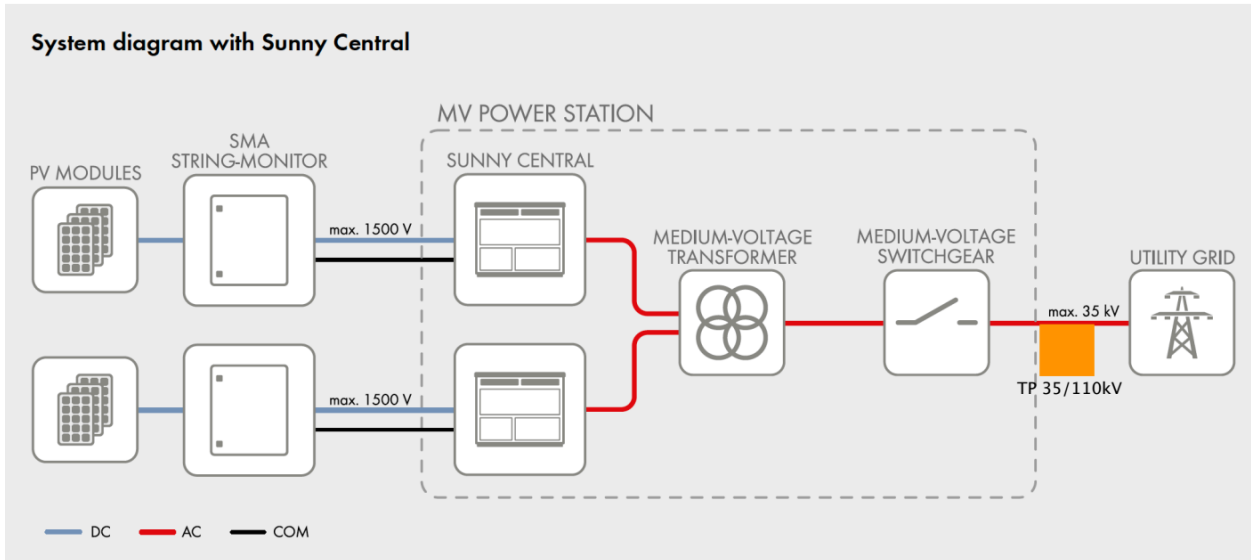 System diagram with Sunny Central
MV POWER STATION
SMA
STRING-MONITOR
SUNNY CENTRAL
PV MODULES
max. 1500 V
MEDIUM-VOLTAGE
TRANSFORMER
MEDIUM-VOLTAGE
SWITCHGEAR
UTILITY GRID
max. 35 kV
TP 35/110kV
max. 1500 V
DC
AC
COM